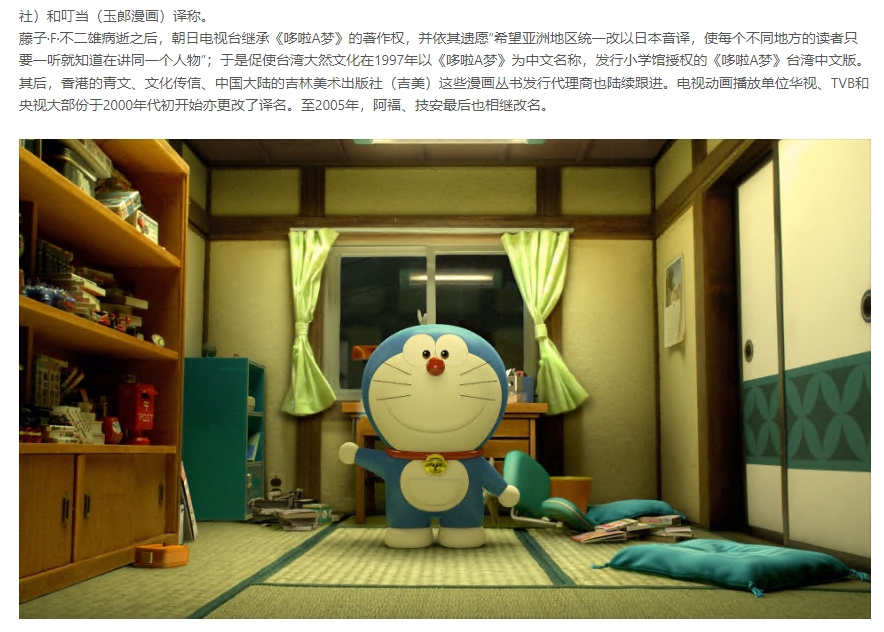 社）和叮当（玉郎漫画）译称。
藤子·F·不二雄病逝之后，朝日电视台继承《哆啦A梦》的著作权，并依其遗愿“希望亚洲地区统一改以日本音译，使每个不同地方的读者只
要一听就知道在讲同一个人物”；于是促使台湾大然文化在1997年以《哆啦A梦》为中文名称，发行小学馆授权的《哆啦A梦》台湾中文版。
其后，香港的青文、文化传信、中国大陆的吉林美术出版社（吉美）这些漫画丛书发行代理商也陆续跟进。电视动画播放单位华视、TVB和
央视大部份于2000年代初开始亦更改了译名。至2005年，阿福、技安最后也相继改名。
POST